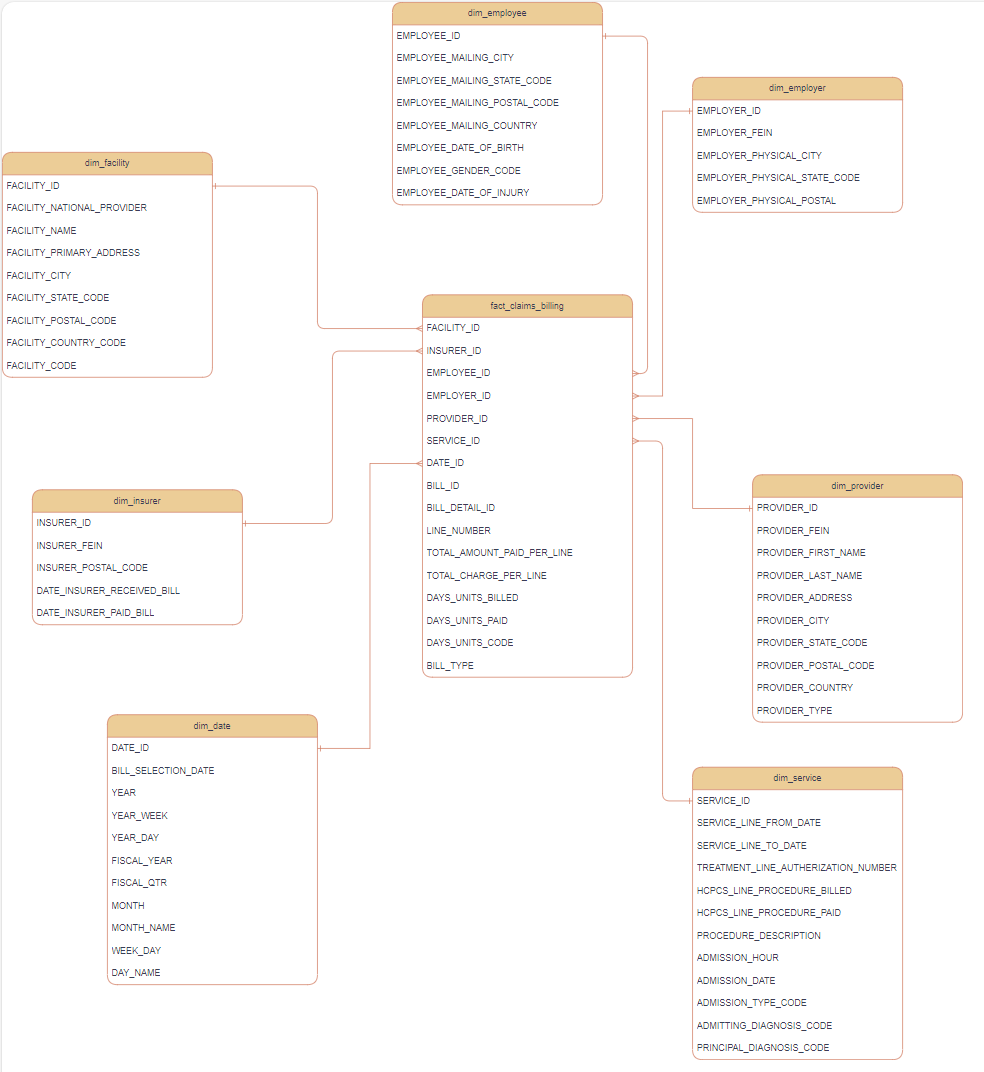 dim_employee
EMPLOYEE_ID
EMPLOYEE_MAILING_CITY
EMPLOYEE_MAILING_STATE_CODE
EMPLOYEE_MAILING_POSTAL_CODE
EMPLOYEE_MAILING_COUNTRY
EMPLOYEE_DATE_OF_BIRTH
EMPLOYEE_GENDER_CODE
EMPLOYEE_DATE_OF_INJURY
dim_employer
EMPLOYER_ID
EMPLOYER_FEIN
EMPLOYER_PHYSICAL_CITY
EMPLOYER_PHYSICAL_STATE_CODE
EMPLOYER_PHYSICAL_POSTAL
dim_facility
FACILITY_ID
FACILITY_NATIONAL_PROVIDER
FACILITY_NAME
FACILITY_PRIMARY_ADDRESS
FACILITY_CITY
FACILITY_STATE_CODE
FACILITY_POSTAL_CODE
FACILITY_COUNTRY_CODE
FACILITY_CODE
fact_claims_billing
FACILITY_ID
INSURER_ID
EMPLOYEE_ID
EMPLOYER_ID
PROVIDER_ID
SERVICE_ID
DATE_ID
BILL_ID
BILL_DETAIL_ID
LINE_NUMBER
TOTAL_AMOUNT_PAID_PER_LINE
TOTAL_CHARGE_PER_LINE
DAYS_UNITS_BILLED
DAYS_UNITS_PAID
DAYS_UNITS_CODE
BILL_TYPE
dim_insurer
INSURER_ID
INSURER_FEIN
INSURER_POSTAL_CODE
DATE_INSURER_RECEIVED_BILL
DATE_INSURER_PAID_BILL
dim_provider
PROVIDER_ID
PROVIDER_FEIN
PROVIDER_FIRST_NAME
PROVIDER_LAST_NAME
PROVIDER_ADDRESS
PROVIDER_CITY
PROVIDER_STATE_CODE
PROVIDER_POSTAL_CODE
PROVIDER_COUNTRY
PROVIDER_TYPE
dim_date
DATE_ID
BILL_SELECTION_DATE
YEAR
YEAR_WEEK
YEAR_DAY
FISCAL_YEAR
FISCAL_QTR
MONTH
MONTH_NAME
WEEK_DAY
DAY_NAME
dim_service
SERVICE_ID
SERVICE_LINE_FROM_DATE
SERVICE_LINE_TO_DATE
TREATMENT_LINE_AUTHERIZATION_NUMBER
HCPCS_LINE_PROCEDURE_BILLED
HCPCS_LINE_PROCEDURE_PAID
PROCEDURE_DESCRIPTION
ADMISSION_HOUR
ADMISSION_DATE
ADMISSION_TYPE_CODE
ADMITTING_DIAGNOSIS_CODE
PRINCIPAL_DIAGNOSIS_CODE